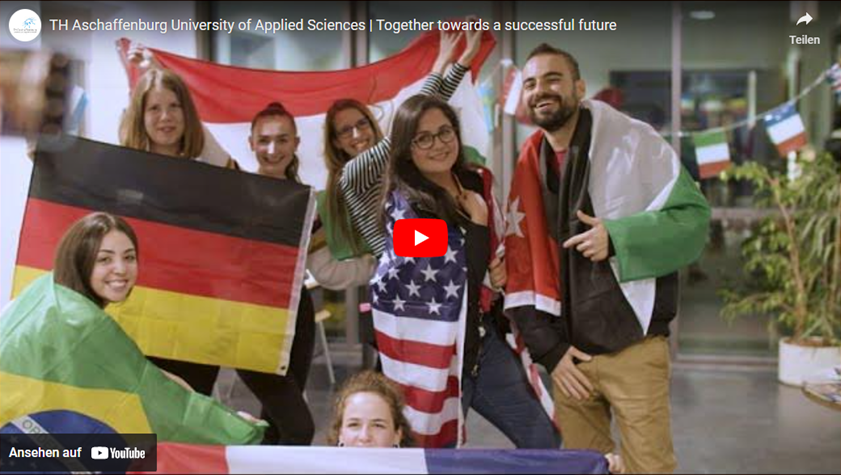 TH Aschaffenburg University of Applied Sciences | Together towards a successful future
Teilen
Ansehen auf YouTube